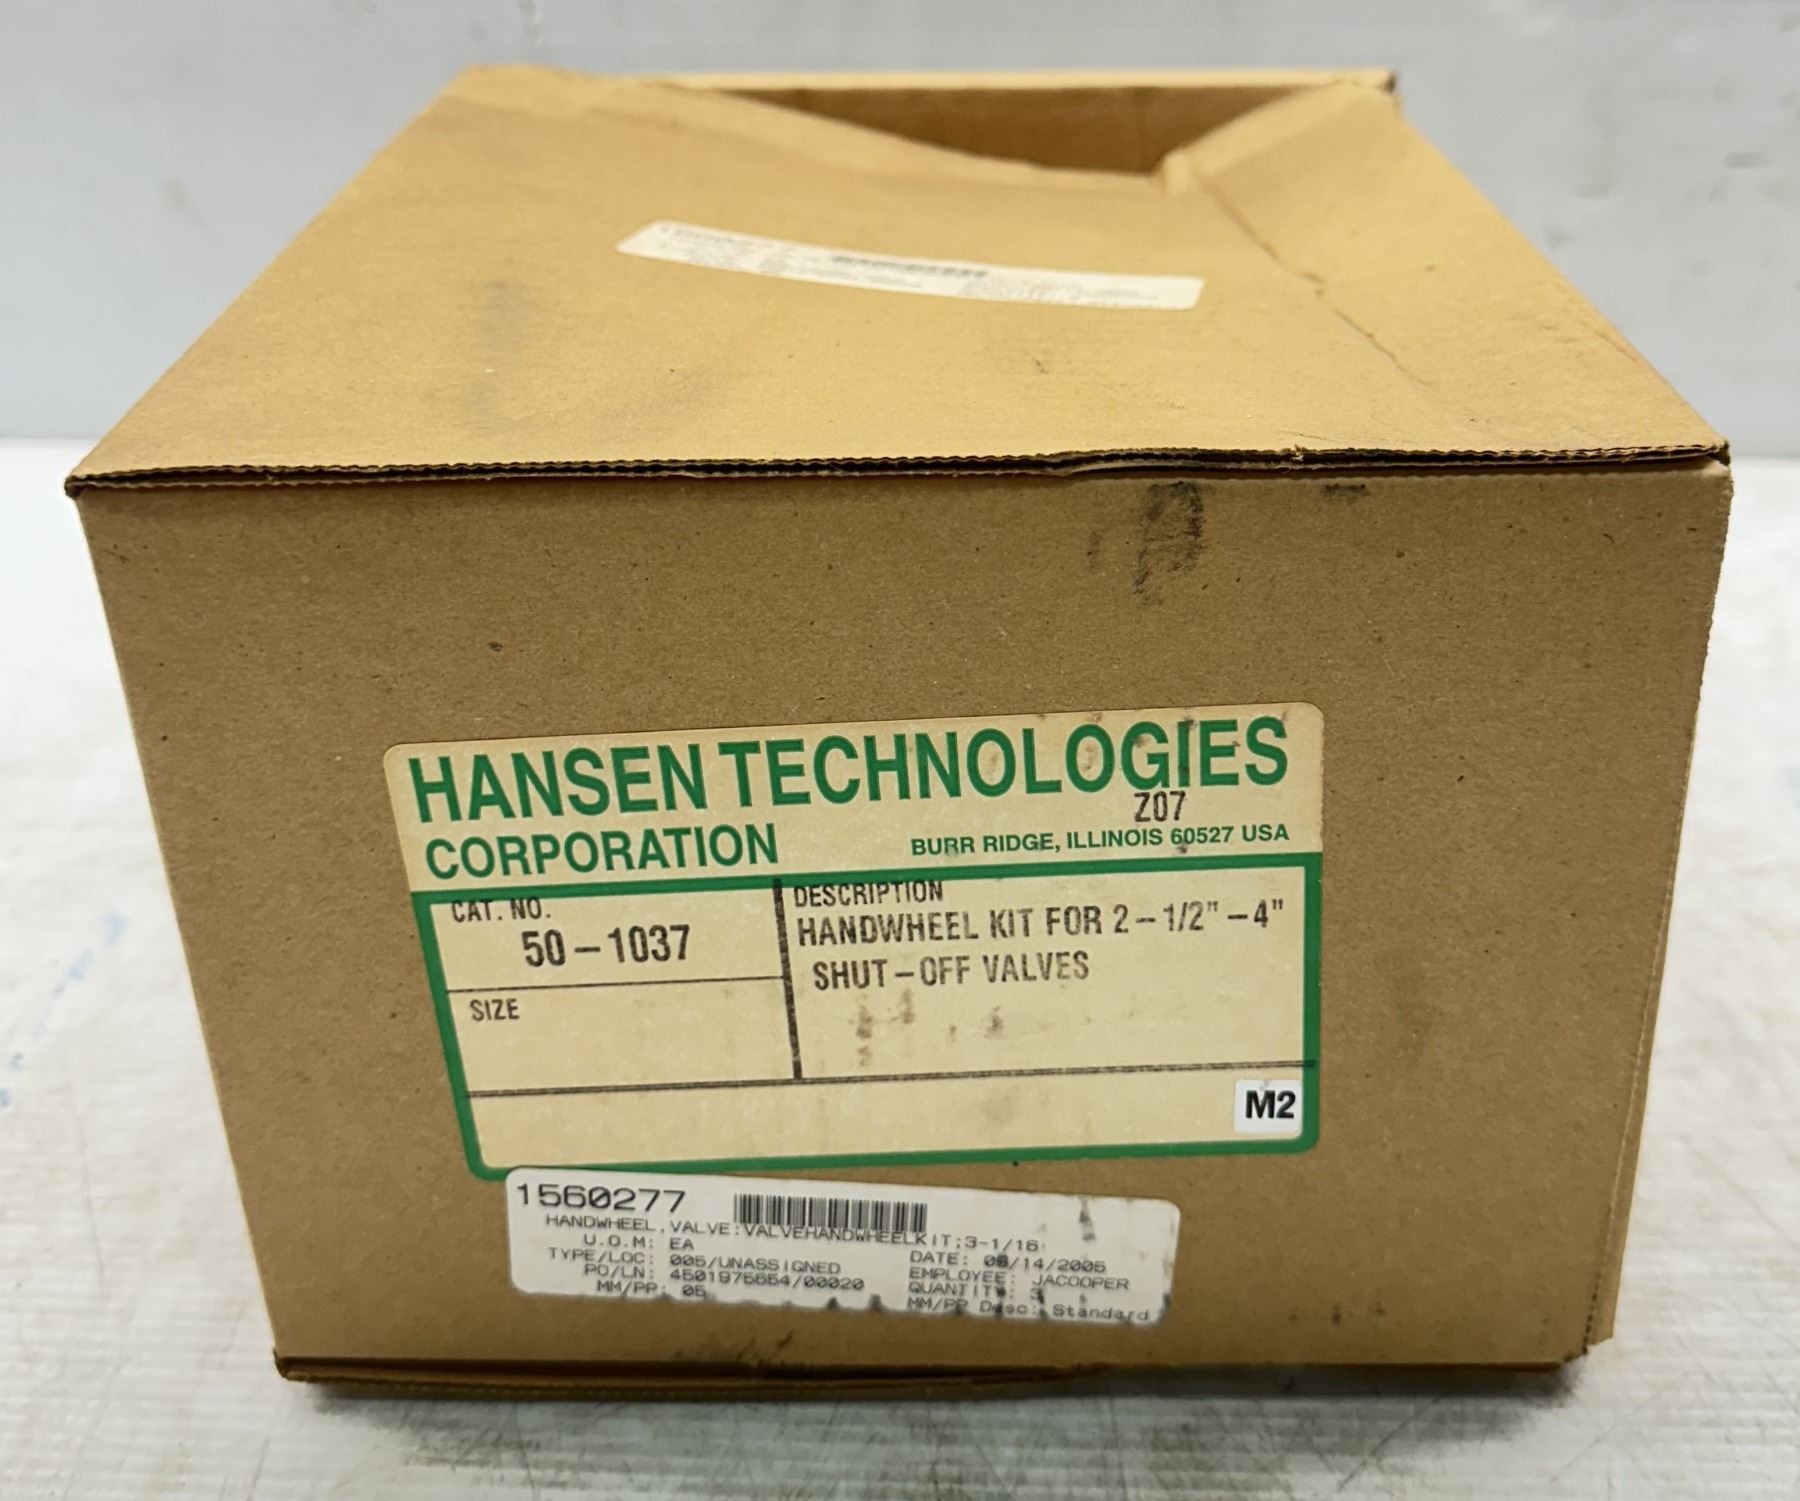 HANSEN TECHNOLOGIES
Z07
CORPORATION BURR RIDGE, ILLINOIS 60527 USA
CAT. NO.
50-1037
DESCRIPTION
HANDWHEEL KIT FOR 2-1/2"-4"
SHUT-OFF VALVES
SIZE
M2
1560277
HANDWHEEL,VALVE:VALVEHANDWHEELKIT;3-1/16
U.O.M: EA
TYPE/LOC: 005/UNASSIGNED
PO/LN: 4501975654/00020
MM/PP: 05
DATE: /14/2005
EMPLOYEE: JACOOPER
QUANTITY: 3
MM/PP Desc: Standard